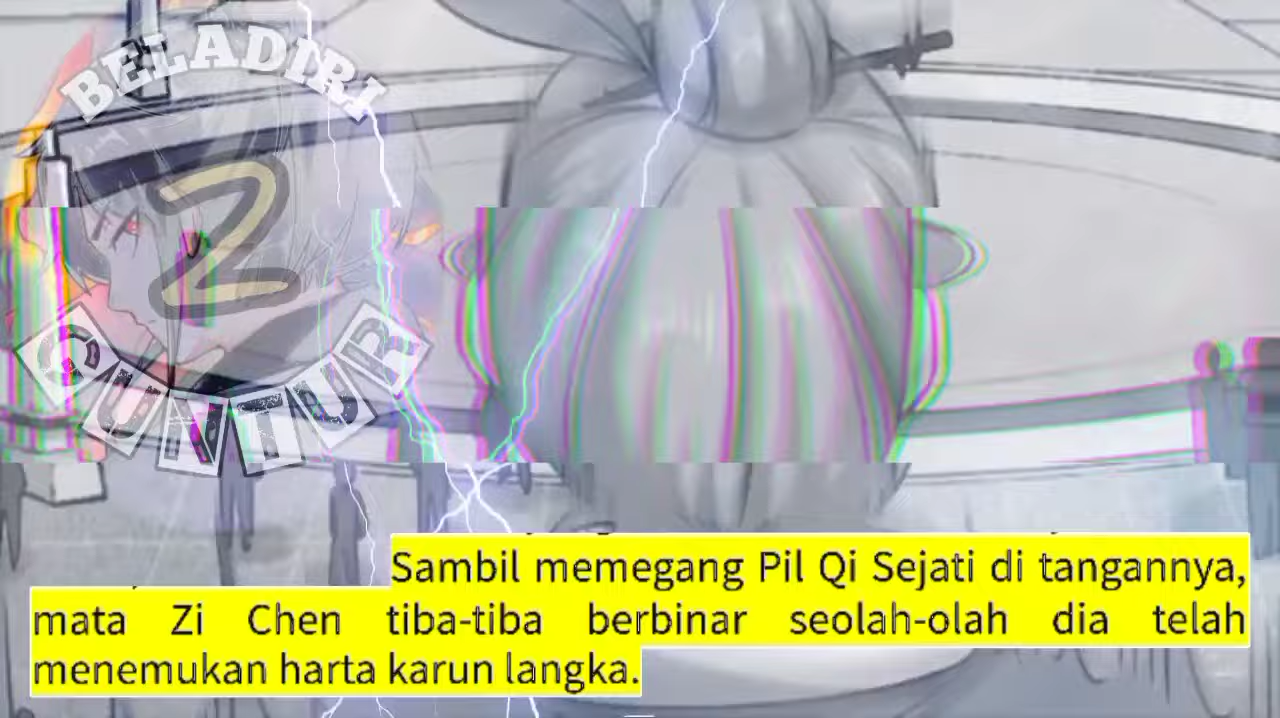 BELADIRI
2
GUNTUR
Sambil memegang Pil Qi Sejati di tangannya,
mata Zi Chen tiba-tiba berbinar seolah-olah dia telah
menemukan harta karun langka.